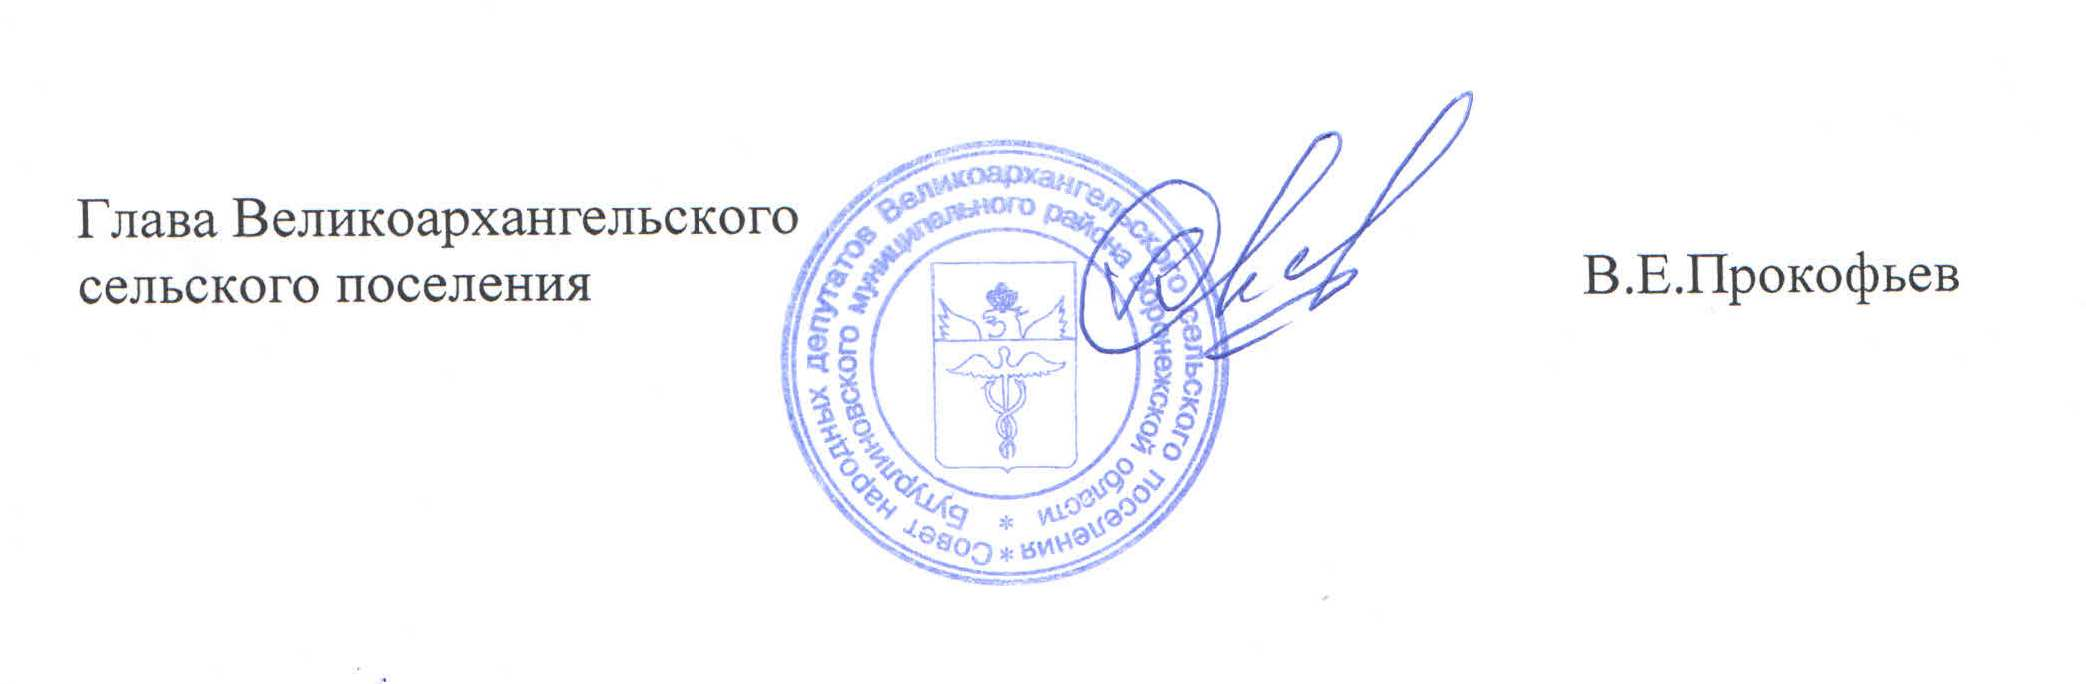 Глава Великоархангельского
сельского поселения
В.Е.Прокофьев
Совет народных депутатов Великоархангельского сельского поселения *
Бутурлиновского муниципального района Воронежской области *